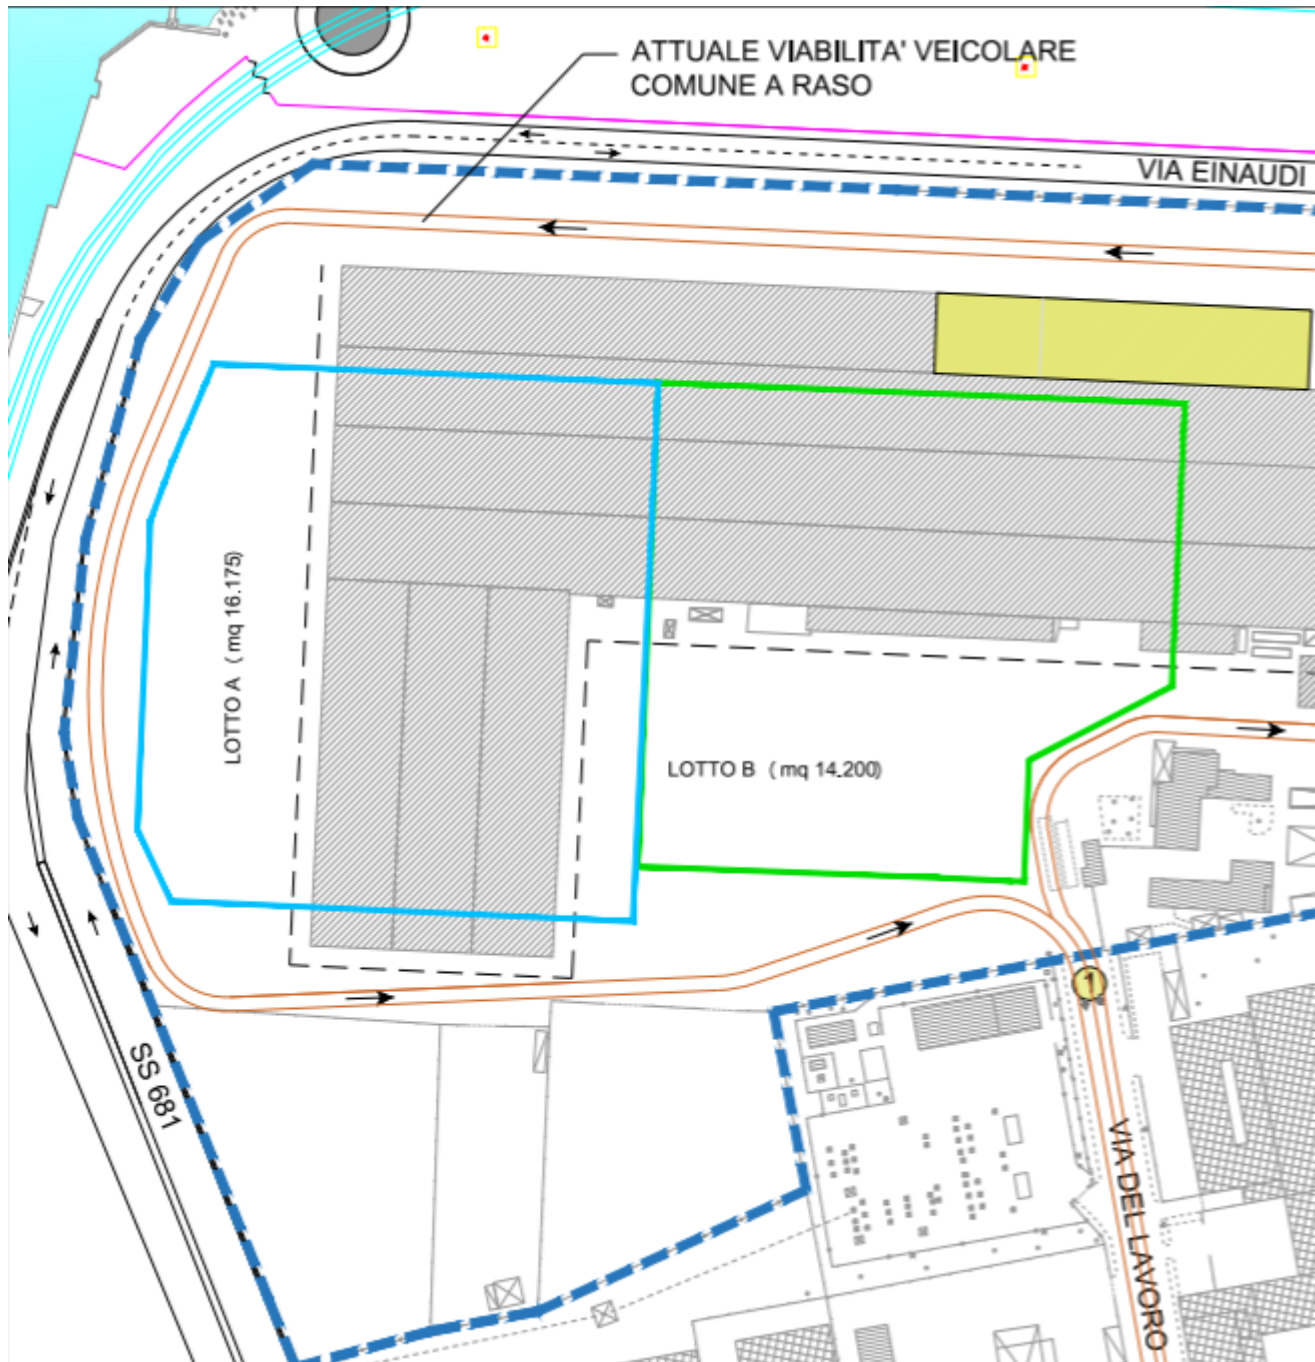 ATTUALE VIABILITA' VEICOLARE
COMUNE A RASO
VIA EINAUDI
LOTTO A ( mq 16.175)
LOTTO B ( mq 14.200)
1
SS 681
VIA DEL LAVORO